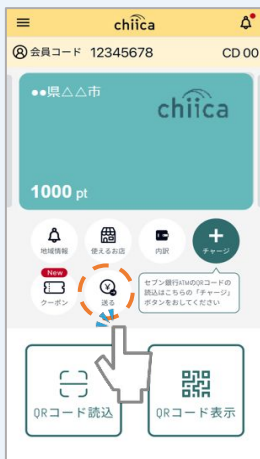 chiica
会員コード 12345678 CD 00
●●県△△市
chiica
1000 pt
地域情報
使えるお店
内訳
チャージ
New
クーポン
送る
セブン銀行ATMのQRコードの
読込はこちらの「チャージ」
ボタンをおしてください
QRコード読込
QRコード表示